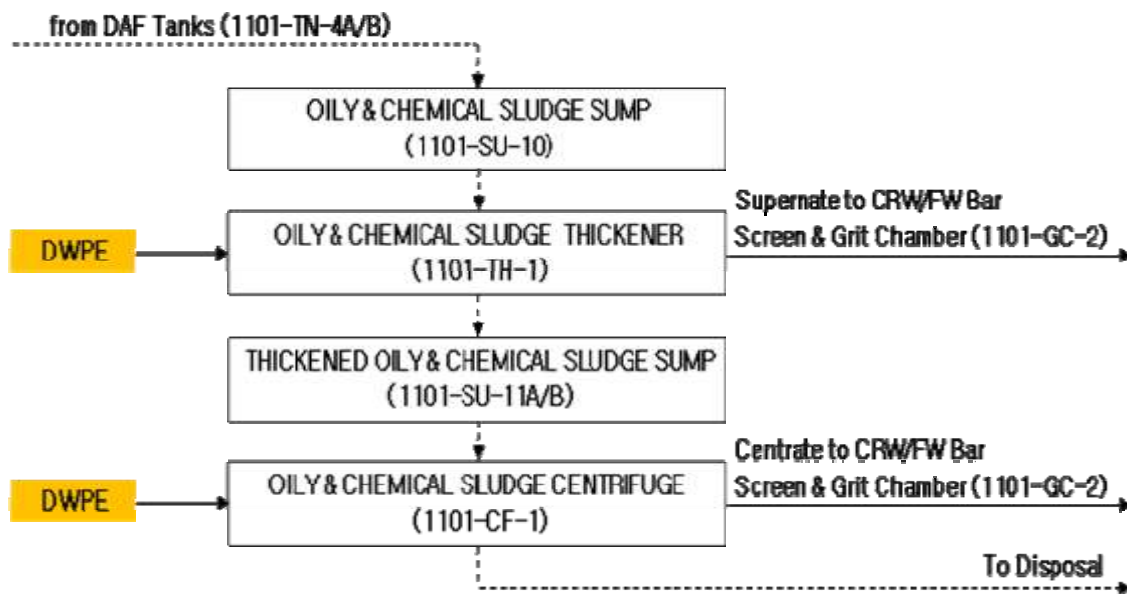 from DAF Tanks (1101-TN-4A/B)
OILY & CHEMICAL SLUDGE SUMP
(1101-SU-10)
Supernate to CRW/FW Bar
Screen & Grit Chamber (1101-GC-2)
DWPE
OILY & CHEMICAL SLUDGE THICKENER
(1101-TH-1)
THICKENED OILY & CHEMICAL SLUDGE SUMP
(1101-SU-11A/B)
Centrate to CRW/FW Bar
Screen & Grit Chamber (1101-GC-2)
DWPE
OILY & CHEMICAL SLUDGE CENTRIFUGE
(1101-CF-1)
To Disposal